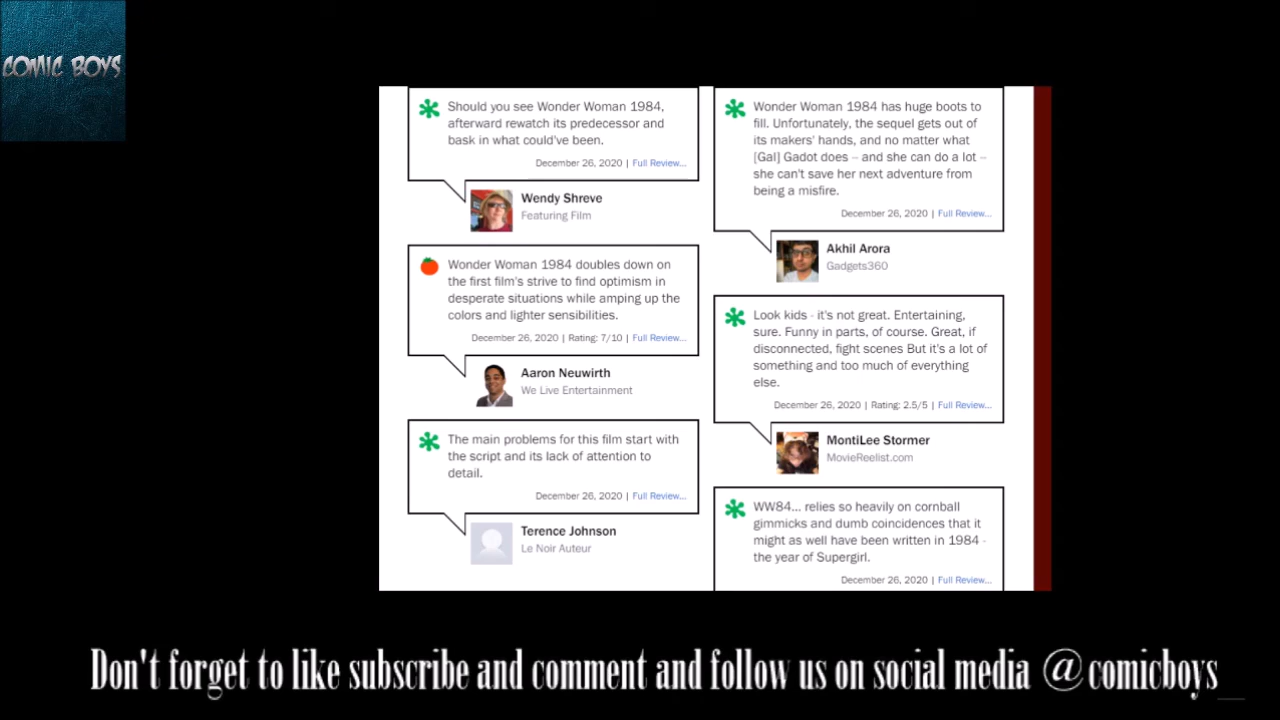 COMIC BOYS
Should you see Wonder Woman 1984,
afterward rewatch its predecessor and
bask in what could've been.
December 26, 2020 | Full Review...
Wendy Shreve
Featuring Film
Wonder Woman 1984 doubles down on
the first film's strive to find optimism in
desperate situations while amping up the
colors and lighter sensibilities.
December 26, 2020 | Rating: 7/10 | Full Review...
Aaron Neuwirth
We Live Entertainment
The main problems for this film start with
the script and its lack of attention to
detail.
December 26, 2020 | Full Review...
Terence Johnson
Le Noir Auteur
Wonder Woman 1984 has huge boots to
fill. Unfortunately, the sequel gets out of
its makers' hands, and no matter what
[Gal] Gadot does – and she can do a lot –
she can't save her next adventure from
being a misfire.
December 26, 2020 | Full Review...
Akhil Arora
Gadgets360
Look kids - it's not great. Entertaining,
sure. Funny in parts, of course. Great, if
disconnected, fight scenes But it's a lot of
something and too much of everything
else.
December 26, 2020 | Rating: 2.5/5 | Full Review...
MontiLee Stormer
MovieReelist.com
WW84... relies so heavily on cornball
gimmicks and dumb coincidences that it
might as well have been written in 1984 -
the year of Supergirl.
December 26, 2020 | Full Review...
Don't forget to like subscribe and comment and follow us on social media @comicboys__